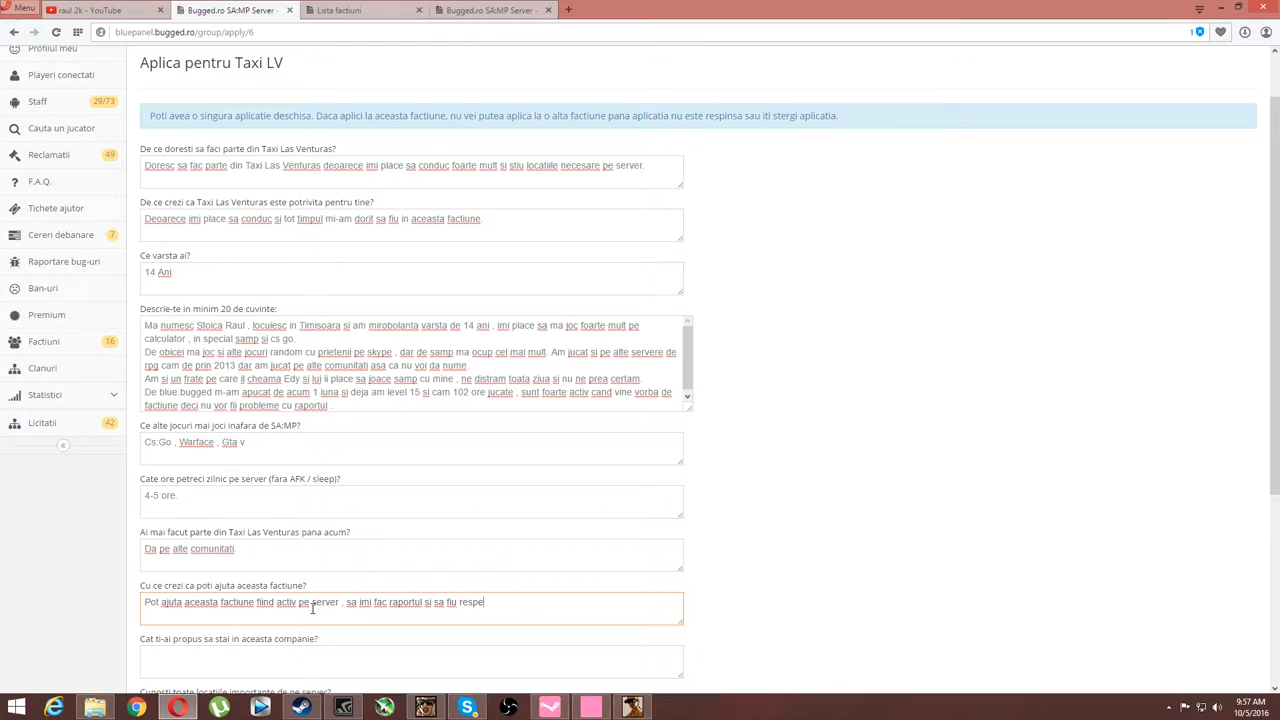 Menu
raul 2k - YouTube
Bugged.ro SA:MP Server -
Lista factiuni
Bugged.ro SA:MP Server -
bluepanel.bugged.ro/group/apply/6
1
Profilul meu
Playeri conectati
Staff 29/73
Cauta un jucator
Reclamatii 49
F.A.Q.
Tichete ajutor
Cereri debanare 7
Raportare bug-uri
Ban-uri
Premium
Factiuni 16
Clanuri
Statistici
Licitatii 42
Aplica pentru Taxi LV
Poti avea o singura aplicatie deschisa. Daca aplici la aceasta factiune, nu vei putea aplica la o alta factiune pana aplicatia nu este respinsa sau iti stergi aplicatia.
De ce doresti sa faci parte din Taxi Las Venturas?
Doresc sa fac parte din Taxi Las Venturas deoarece imi place sa conduc foarte mult si stiu locatiile necesare pe server.
De ce crezi ca Taxi Las Venturas este potrivita pentru tine?
Deoarece imi place sa conduc si tot timpul mi-am dorit sa fiu in aceasta factiune.
Ce varsta ai?
14 Ani
Descrie-te in minim 20 de cuvinte:
Ma numesc Stoica Raul , locuiesc in Timisoara si am mirobolanta varsta de 14 ani , imi place sa ma joc foarte mult pe
calculator , in special samp si cs go.
De obicei ma joc si alte jocuri random cu prietenii pe skype , dar de samp ma ocup cel mai mult. Am jucat si pe alte servere de
rpg cam de prin 2013 dar am jucat pe alte comunitati asa ca nu voi da nume.
Am si un frate pe care il cheama Edy si lui ii place sa joace samp cu mine , ne distram toata ziua si nu ne prea certam.
De blue.bugged m-am apucat de acum 1 luna si deja am level 15 si cam 102 ore jucate , sunt foarte activ cand vine vorba de
factiune deci nu vor fii probleme cu raportul .
Ce alte jocuri mai joci inafara de SA:MP?
Cs:Go , Warface , Gta v
Cate ore petreci zilnic pe server (fara AFK / sleep)?
4-5 ore.
Ai mai facut parte din Taxi Las Venturas pana acum?
Da pe alte comunitati.
Cu ce crezi ca poti ajuta aceasta factiune?
Pot ajuta aceasta factiune fiind activ pe server , sa imi fac raportul si sa fiu respe
Cat ti-ai propus sa stai in aceasta companie?
Cunosti toate locatiile importante de pe server?
9:57 AM
10/5/2016